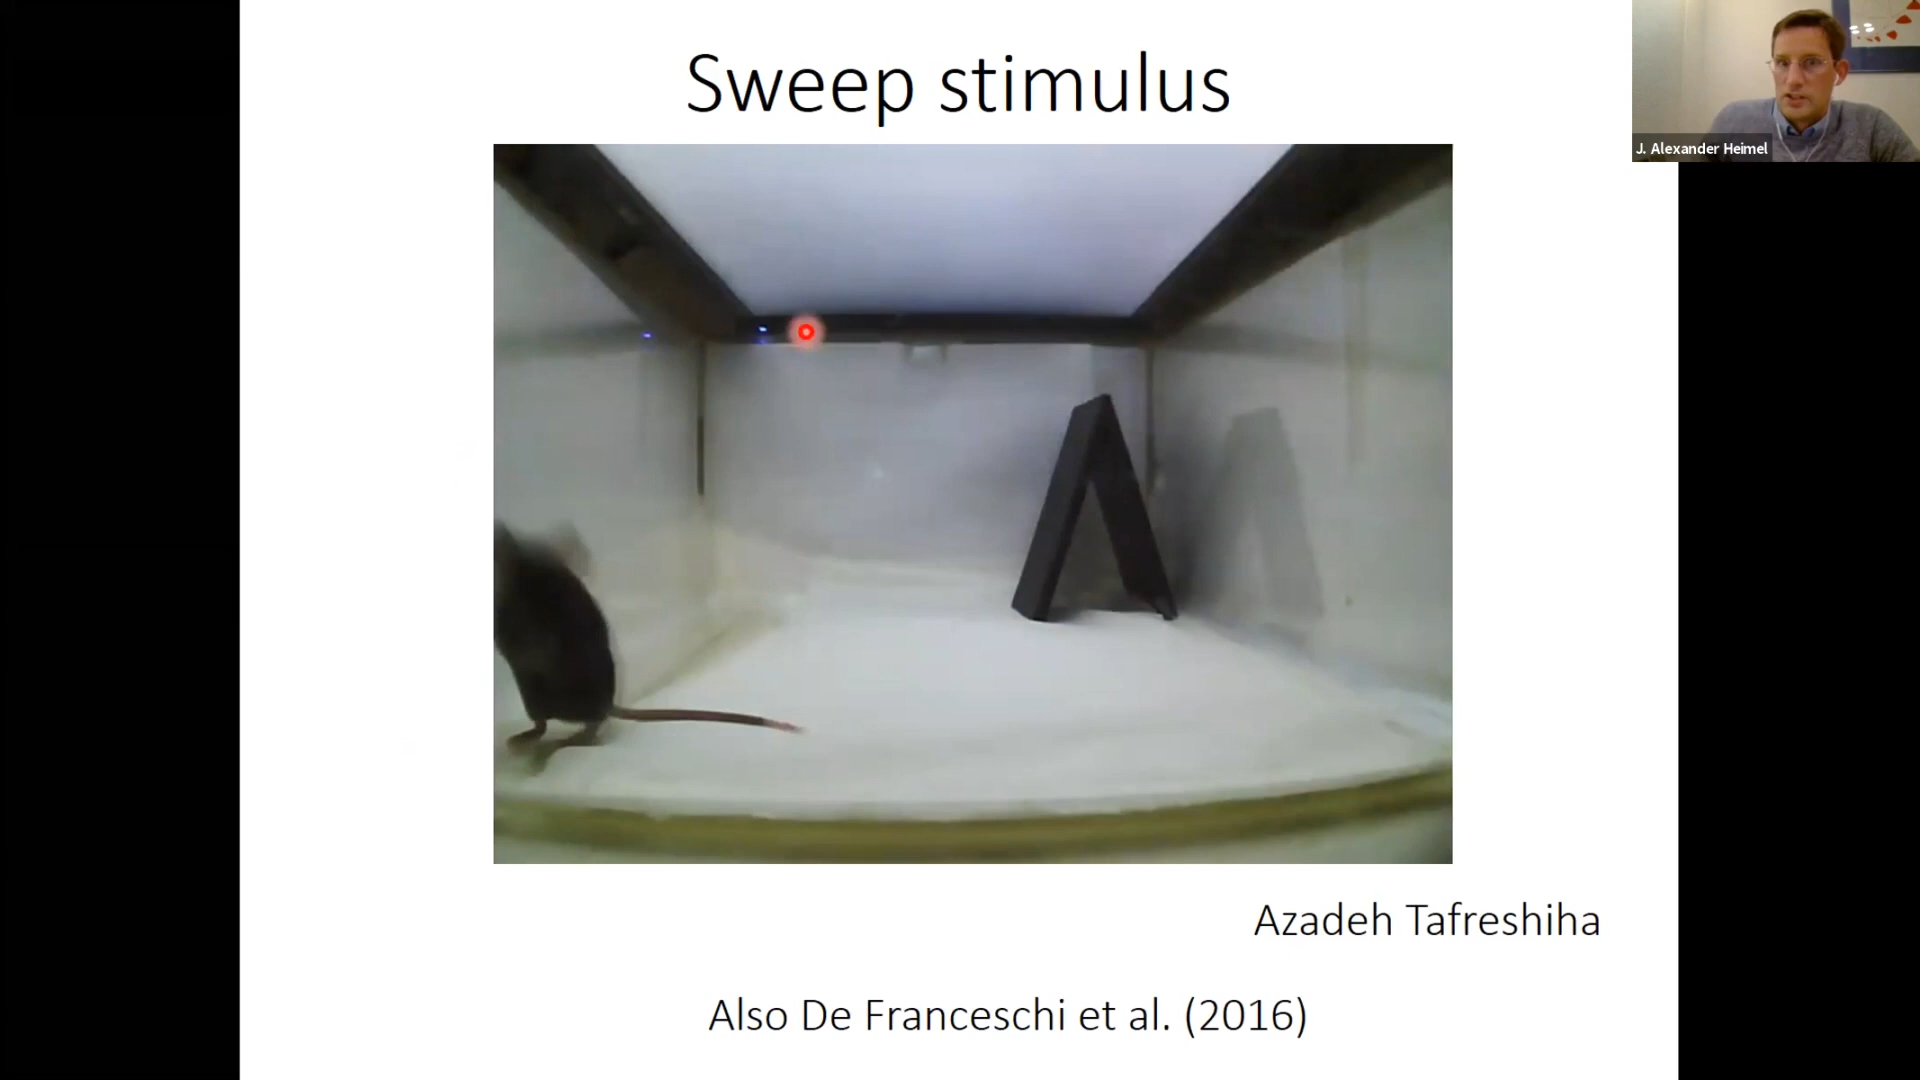 Sweep stimulus
J. Alexander Heimel
Azadeh Tafreshiha
Also De Franceschi et al. (2016)